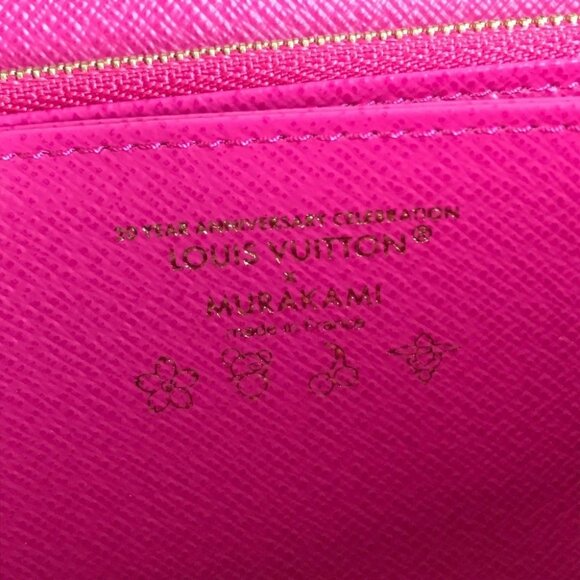 20 YEAR ANNIVERSARY CELEBRATION
LOUIS VUITTON®
×
MURAKAMI
made in France